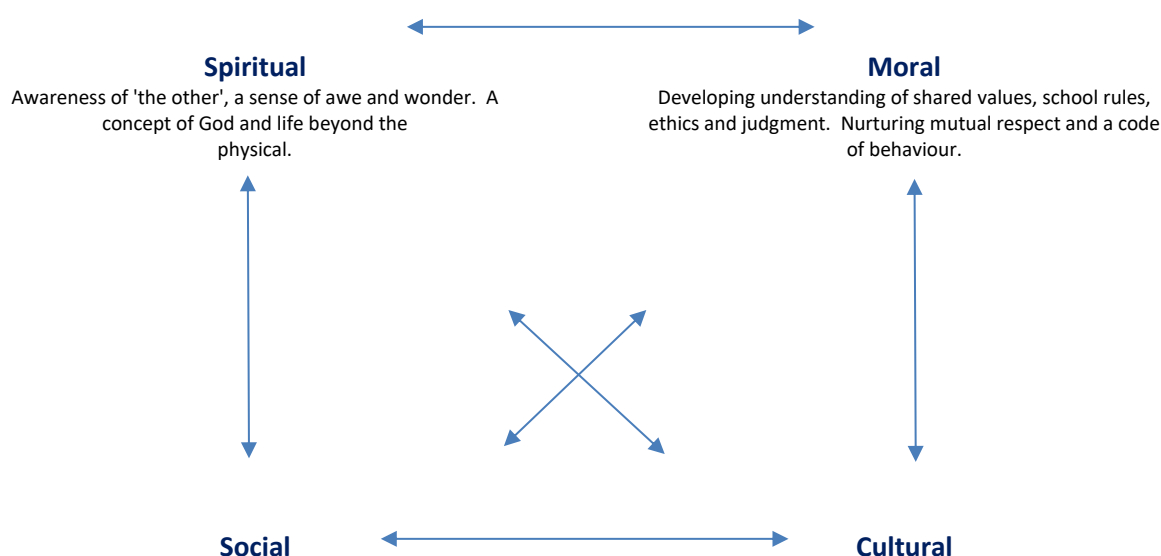 Spiritual
Awareness of 'the other', a sense of awe and wonder.  A
concept of God and life beyond the
physical.
Moral
Developing understanding of shared values, school rules,
ethics and judgment.  Nurturing mutual respect and a code
of behaviour.
Social
Cultural